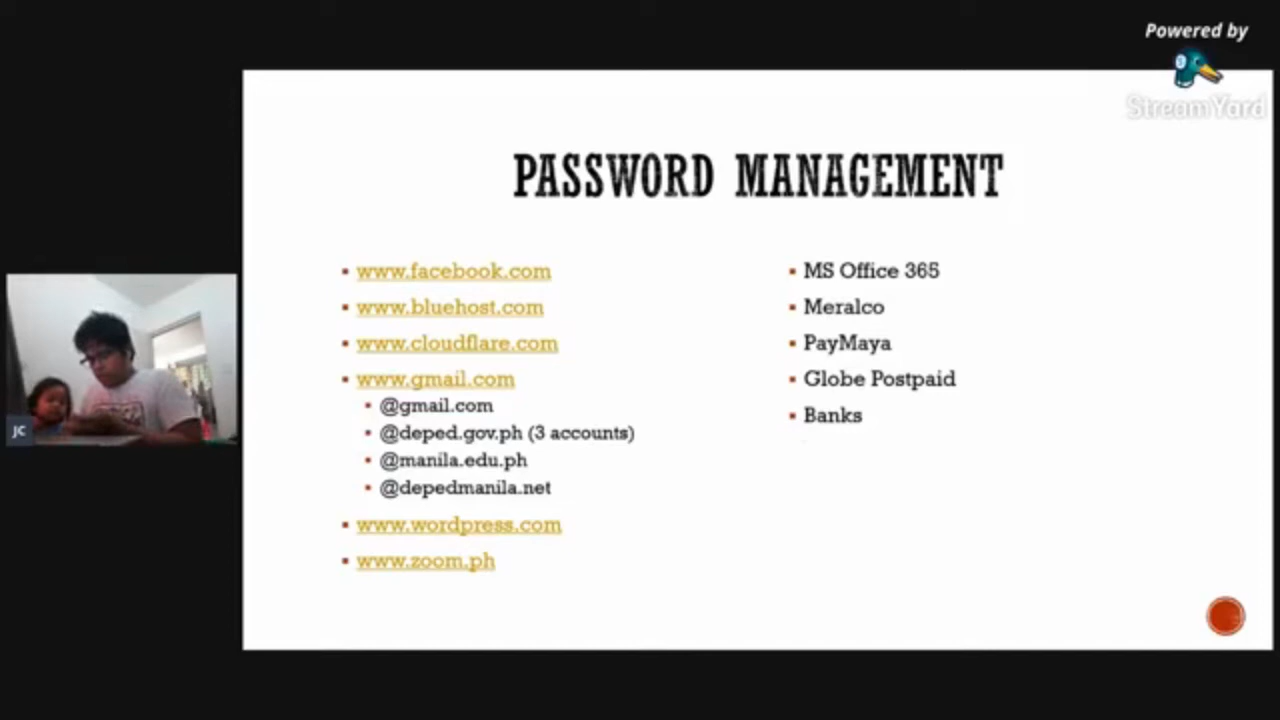 Powered by
StreamYard
PASSWORD MANAGEMENT
www.facebook.com
www.bluehost.com
www.cloudflare.com
www.gmail.com
@gmail.com
@deped.gov.ph (3 accounts)
@manila.edu.ph
@depedmanila.net
www.wordpress.com
www.zoom.ph
MS Office 365
Meralco
PayMaya
Globe Postpaid
Banks
JC